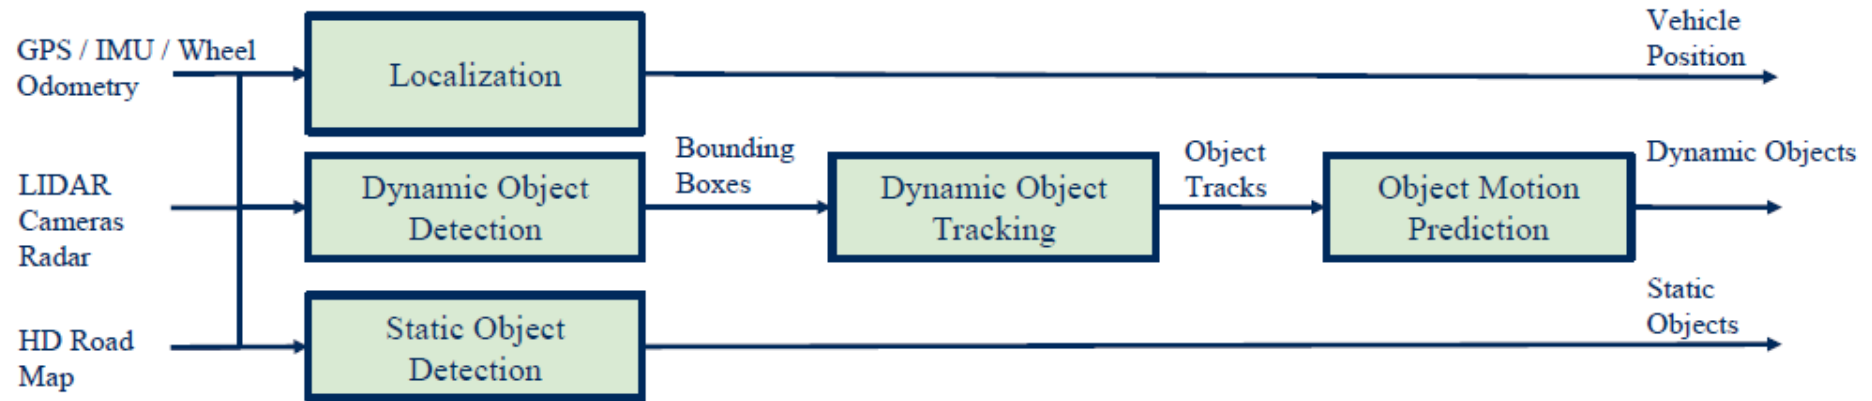 GPS / IMU / Wheel
Odometry
Localization
Vehicle
Position
LIDAR
Cameras
Radar
Dynamic Object
Detection
Bounding
Boxes
Dynamic Object
Tracking
Object
Tracks
Object Motion
Prediction
Dynamic Objects
HD Road
Map
Static Object
Detection
Static
Objects